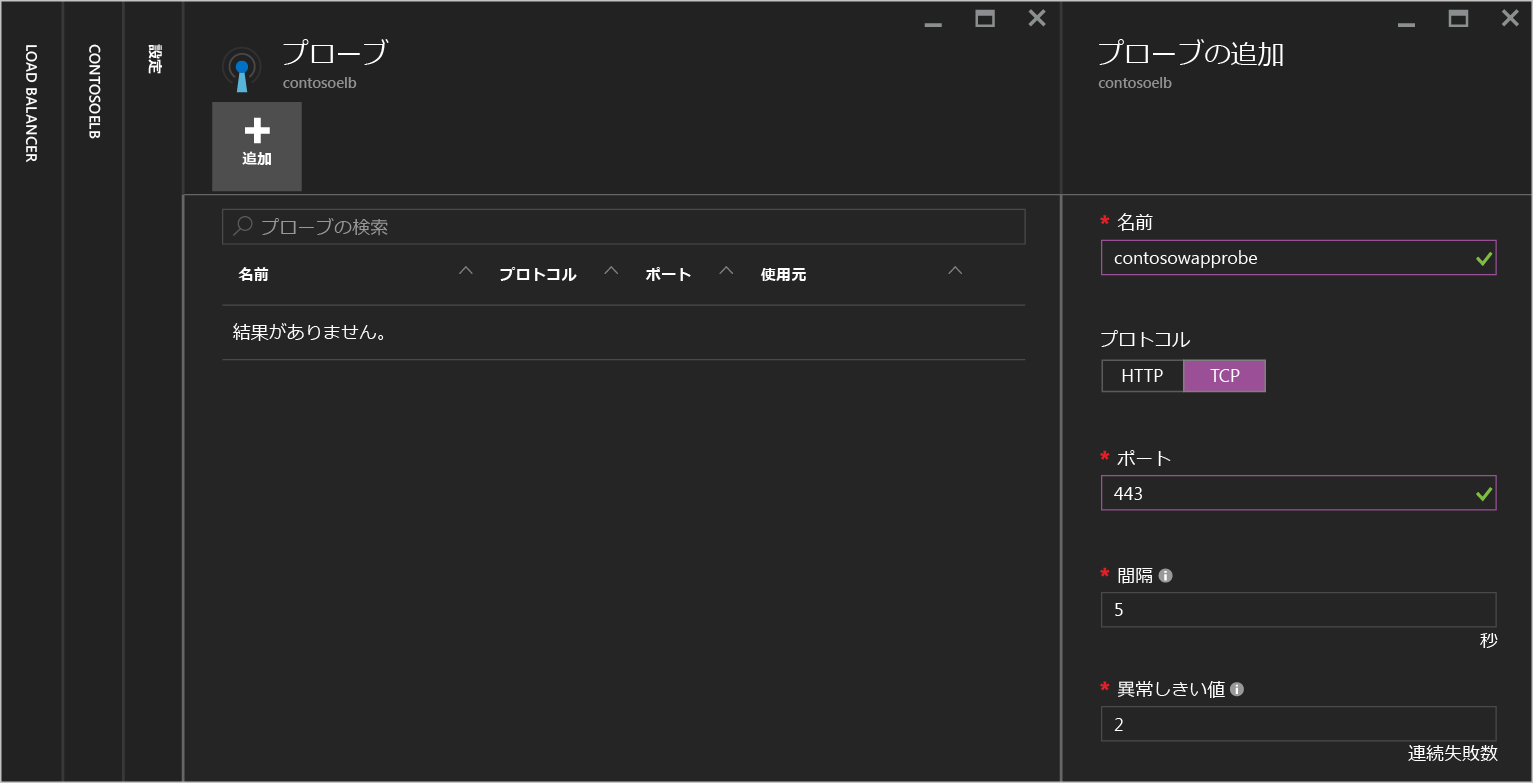 LOAD BALANCER
CONTOSOELB
設定
プローブ
contosoelb
追加
プローブの検索
名前 プロトコル ポート 使用元
結果がありません。
プローブの追加
contosoelb
* 名前
contosowapprobe
プロトコル
HTTP TCP
* ポート
443
* 間隔
5
秒
* 異常しきい値
2
連続失敗数